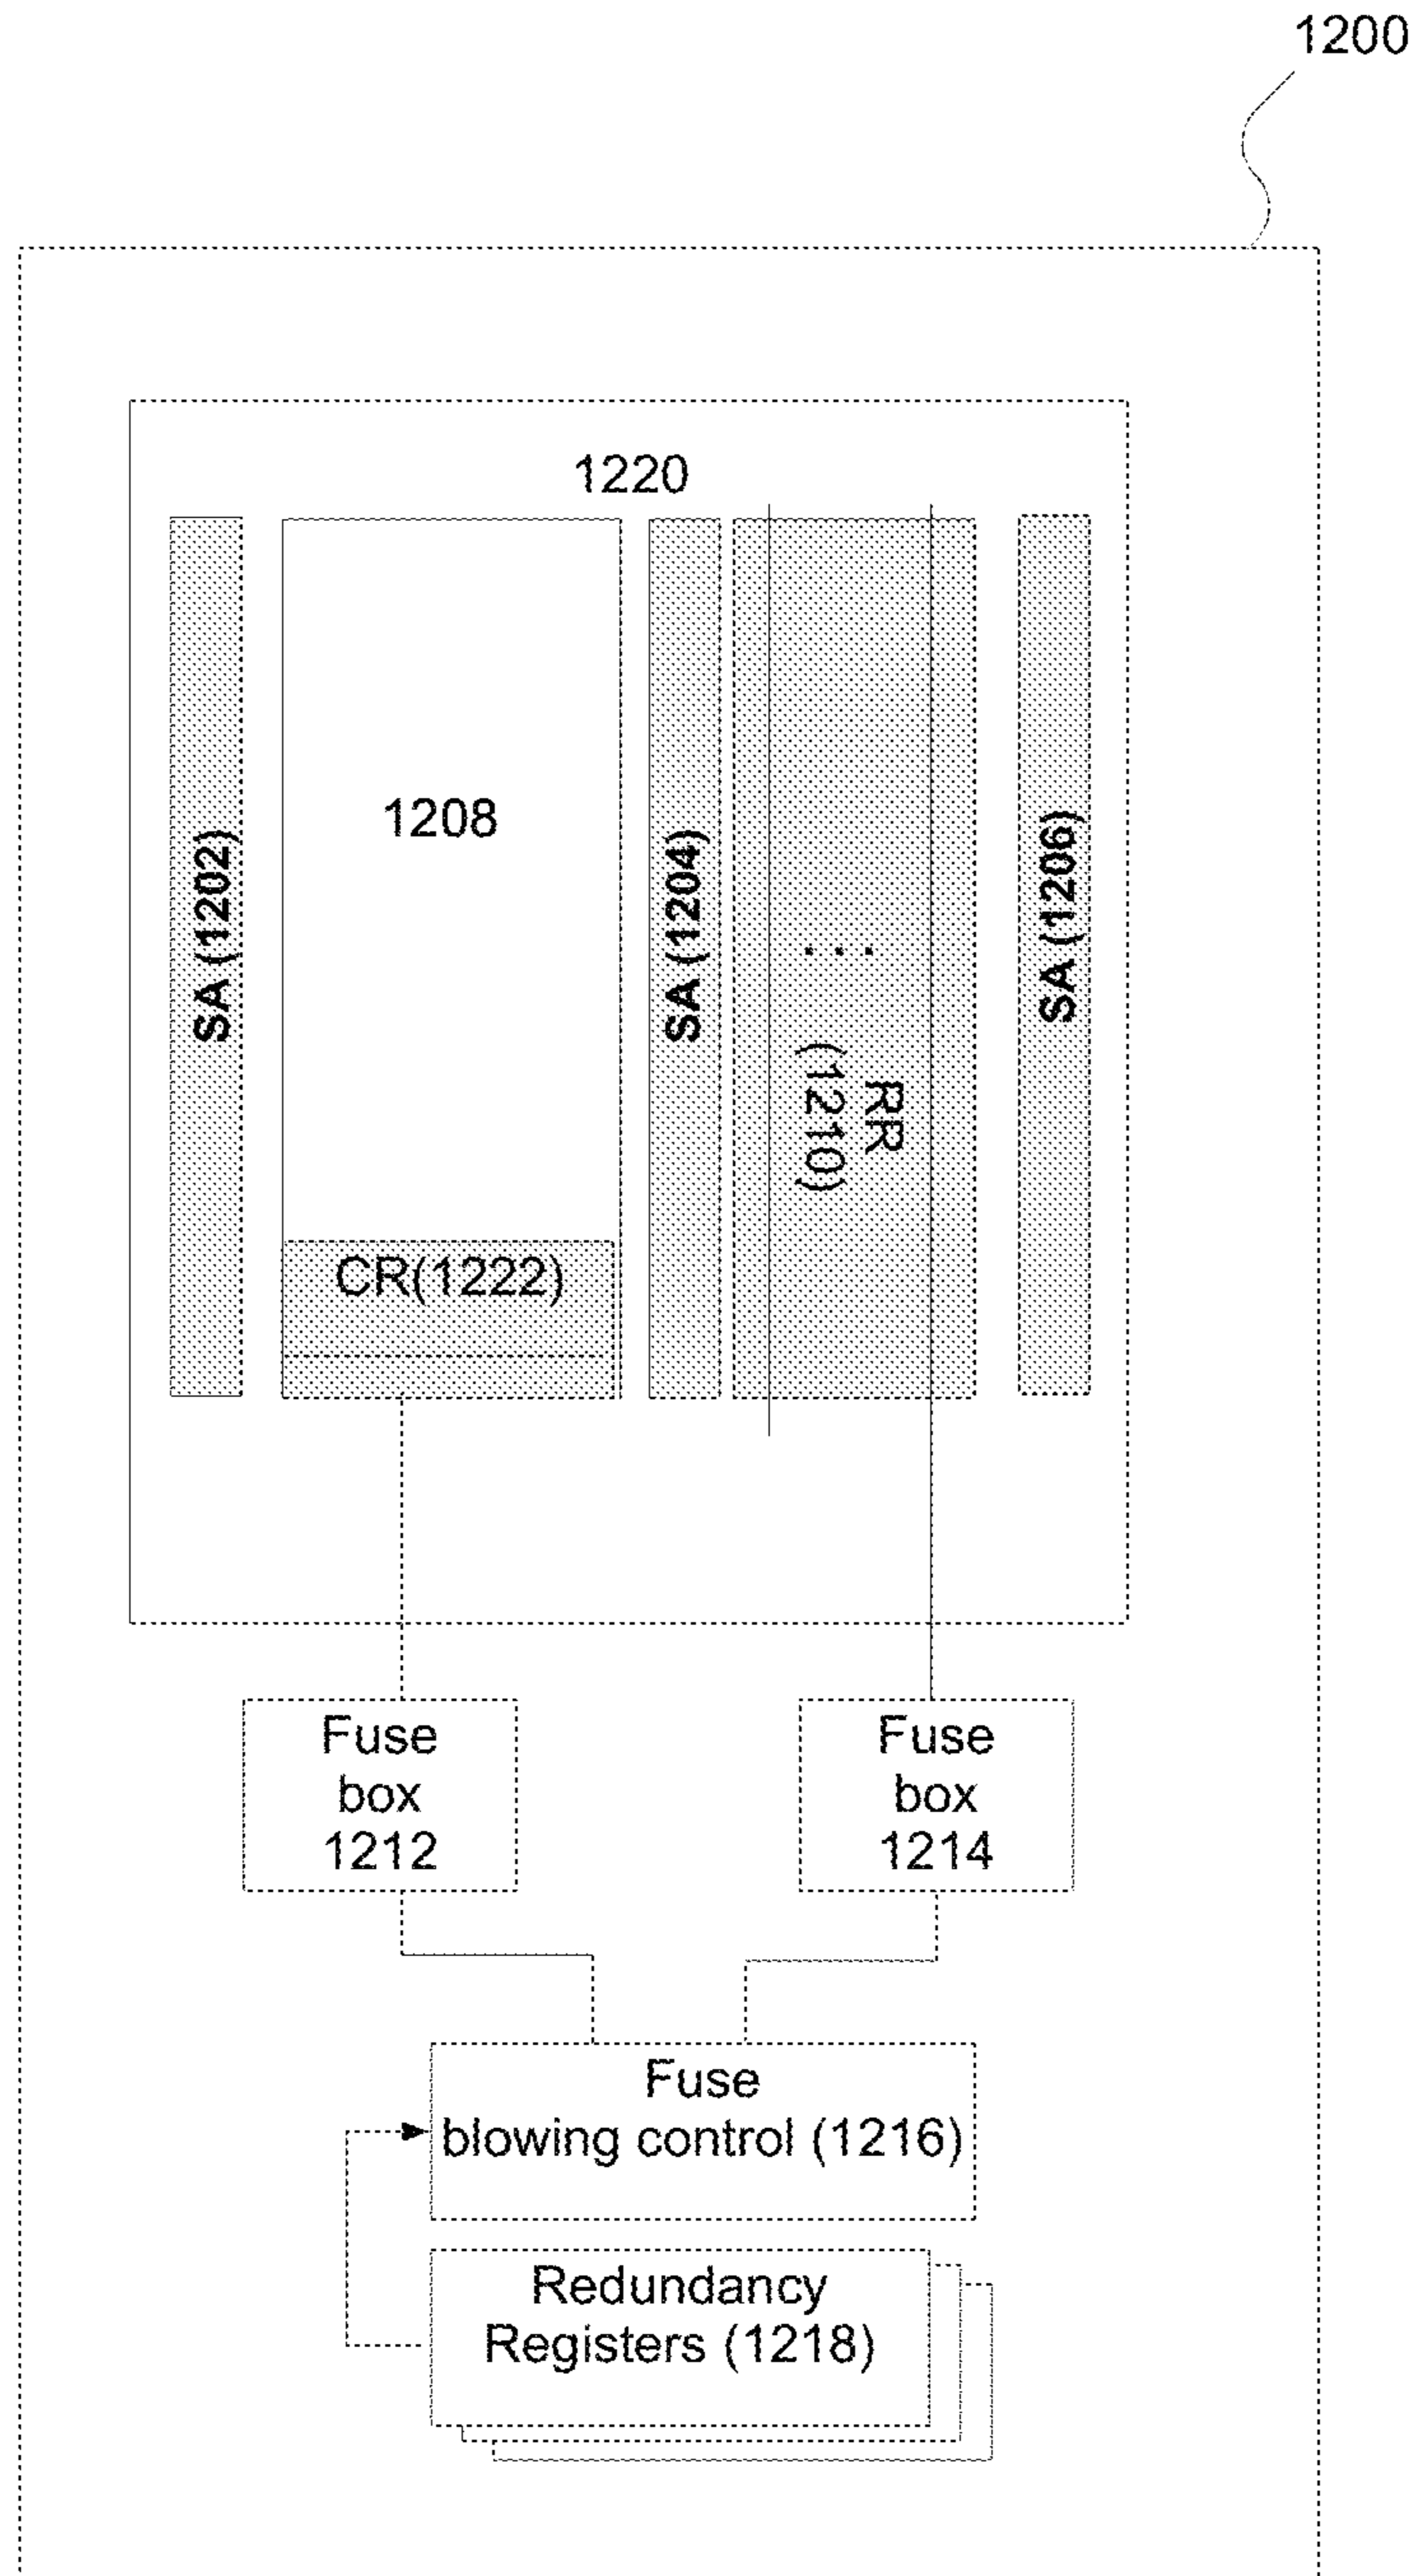 1200
1220
SA (1202)
1208
SA (1204)
...
RR
(1210)
SA (1206)
CR(1222)
Fuse
box
1212
Fuse
box
1214
Fuse
blowing control (1216)
Redundancy
Registers (1218)